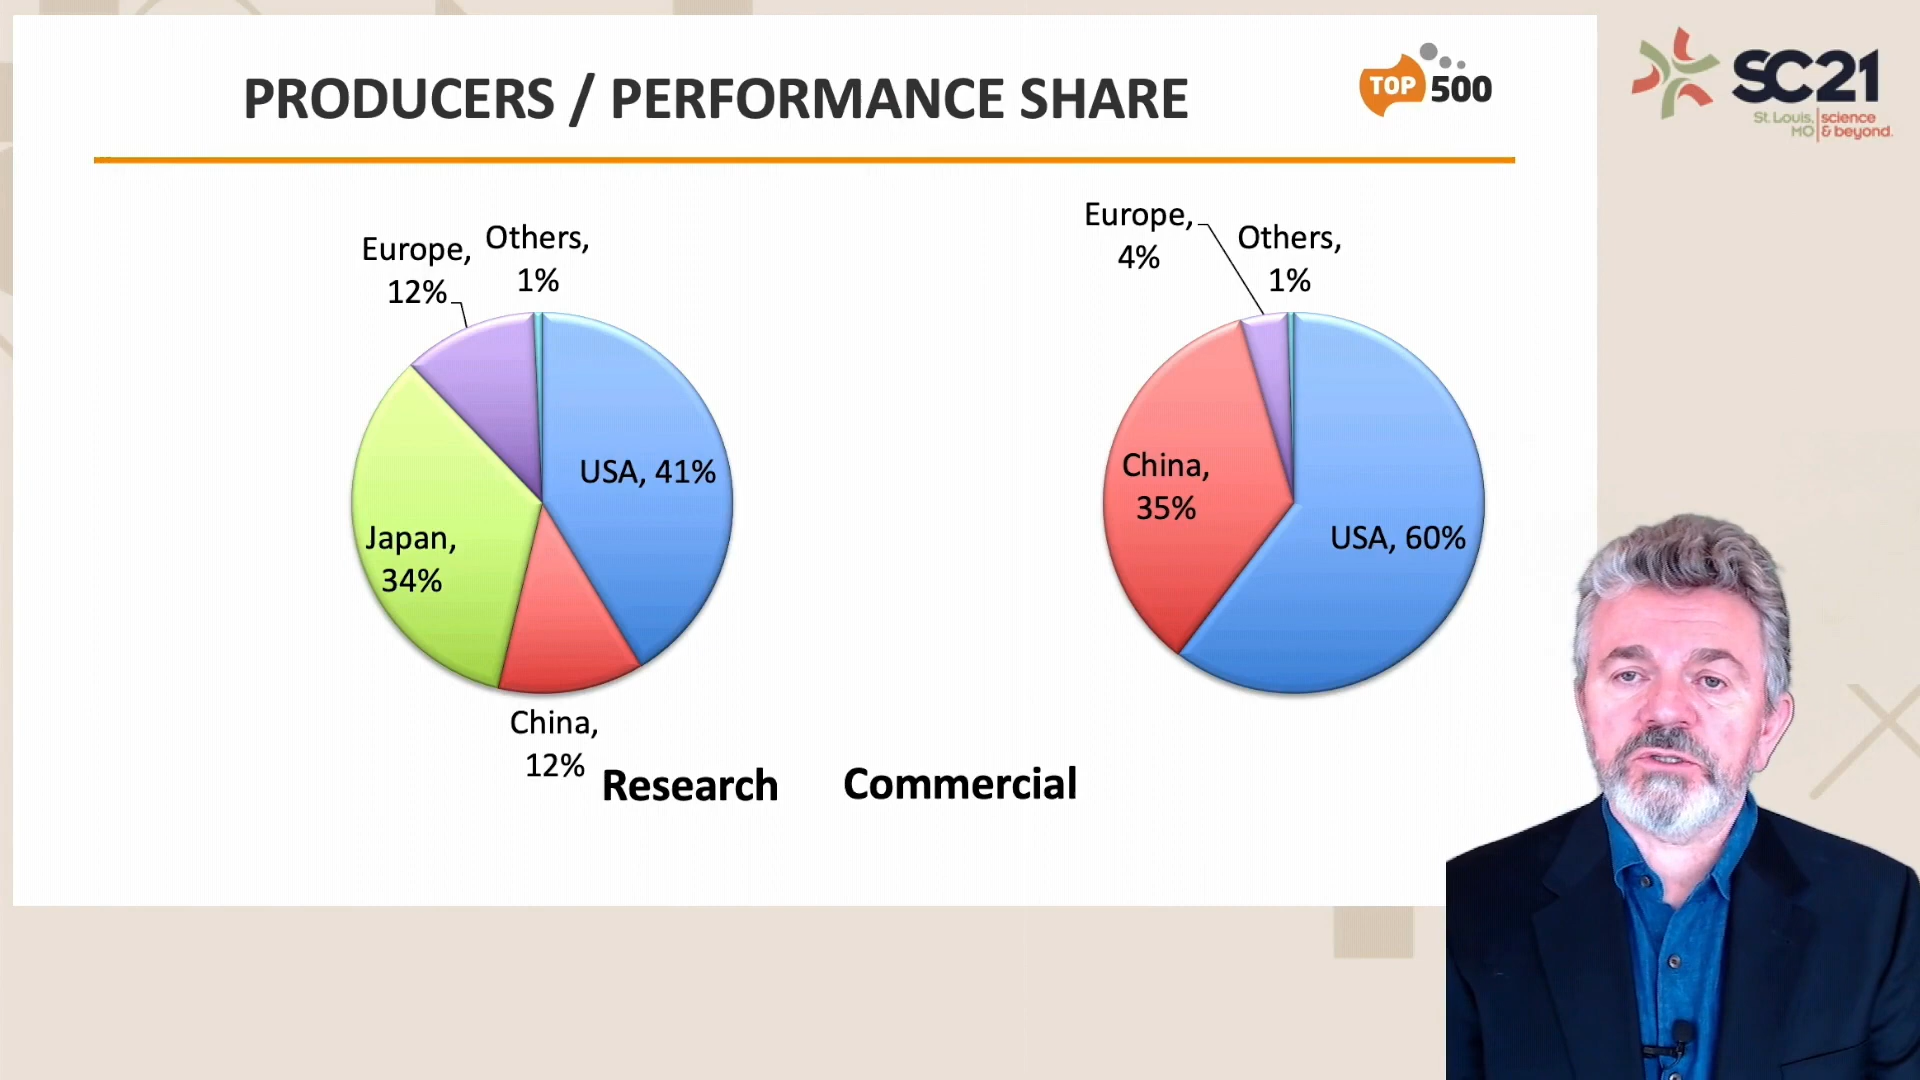 PRODUCERS / PERFORMANCE SHARE
TOP 500
SC21
St. Louis, science
MO & beyond.
Europe,
12%
Others,
1%
USA, 41%
Japan,
34%
China,
12%
Research
Europe,
4%
Others,
1%
China,
35%
USA, 60%
Commercial